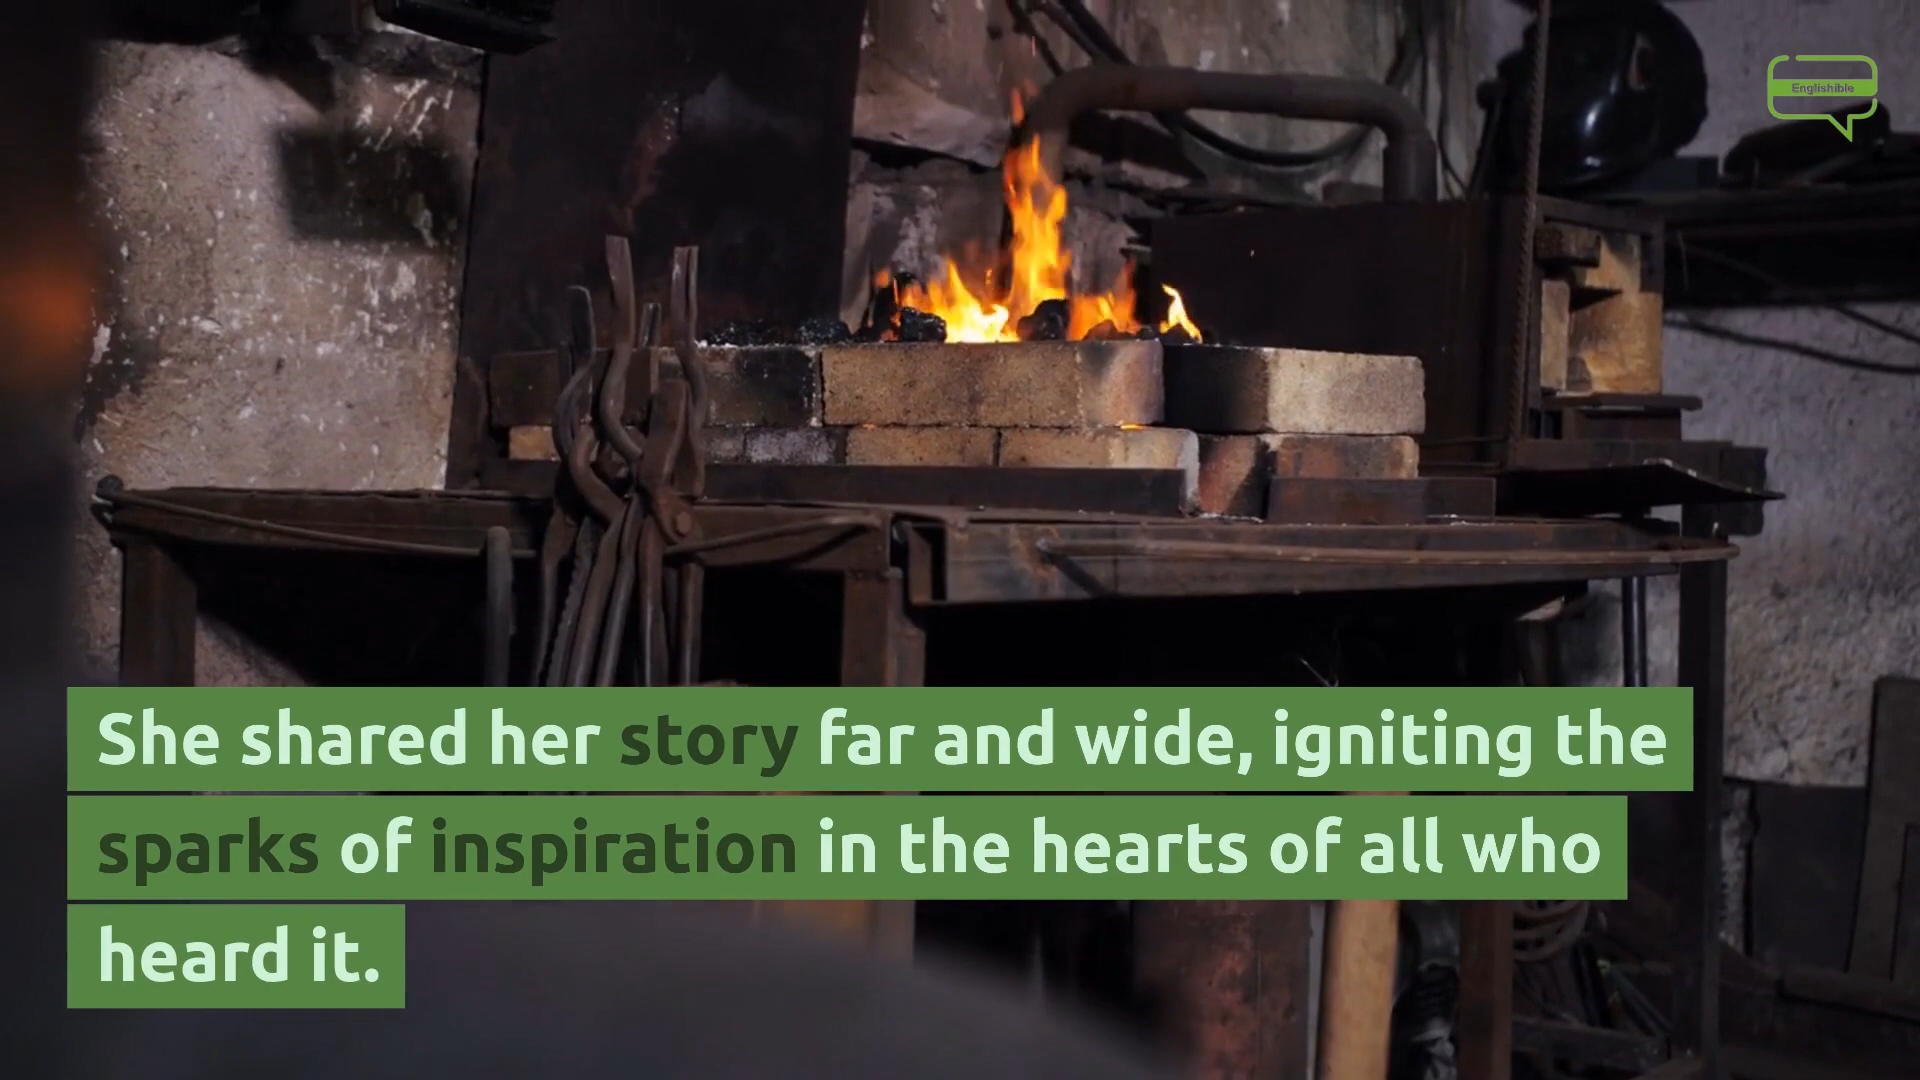 Englishible
She shared her story far and wide, igniting the
sparks of inspiration in the hearts of all who
heard it.